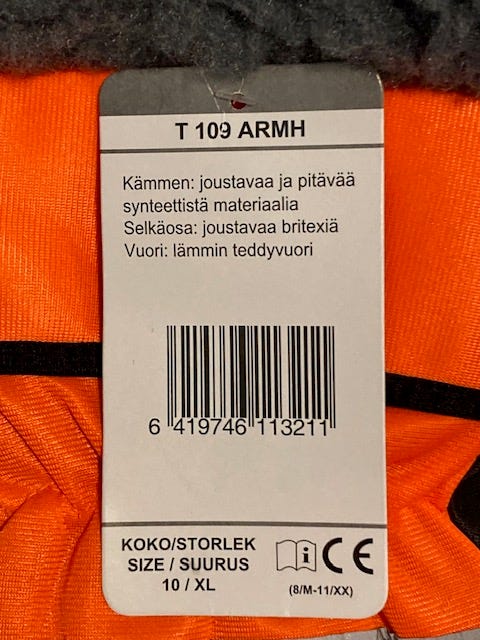 T 109 ARMH
Kämmen: joustavaa ja pitävää
synteettistä materiaalia
Selkäosa: joustavaa britexiä
Vuori: lämmin teddyvuori
6 419746 113211
KOKO/STORLEK
SIZE / SUURUS
10 / XL
i CE
(8/M-11/XX)